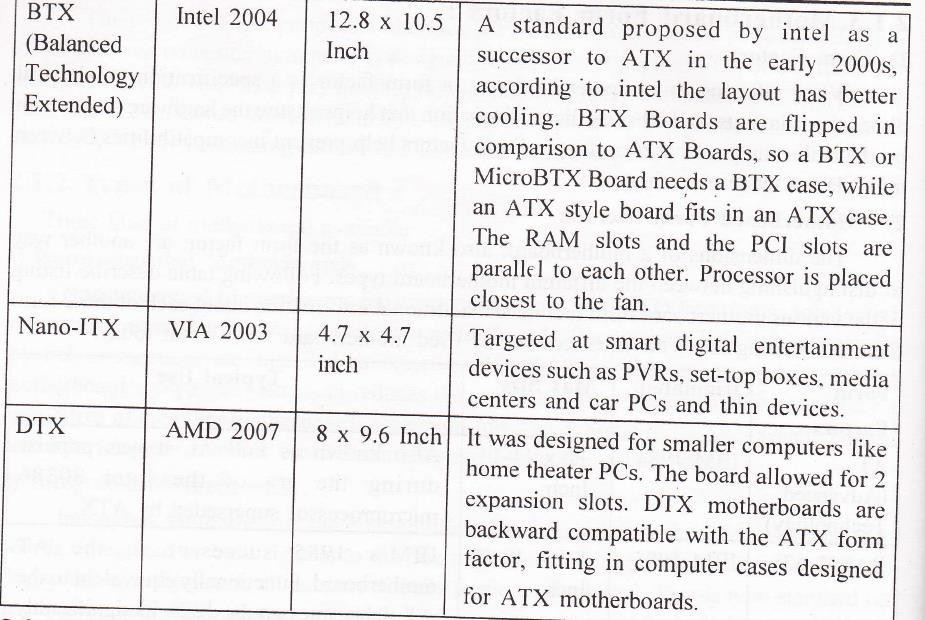 BTX
(Balanced
Technology
Extended)
Intel 2004
12.8 x 10.5
Inch
A standard proposed by intel as a
successor to ATX in the early 2000s,
according to intel the layout has better
cooling. BTX Boards are flipped in
comparison to ATX Boards, so a BTX or
MicroBTX Board needs a BTX case, while
an ATX style board fits in an ATX case.
The RAM slots and the PCI slots are
parallel to each other. Processor is placed
closest to the fan.
Nano-ITX
VIA 2003
4.7 x 4.7
inch
Targeted at smart digital entertainment
devices such as PVRs, set-top boxes, media
centers and car PCs and thin devices.
DTX
AMD 2007
8 x 9.6 Inch
It was designed for smaller computers like
home theater PCs. The board allowed for 2
expansion slots. DTX motherboards are
backward compatible with the ATX form
factor, fitting in computer cases designed
for ATX motherboards.